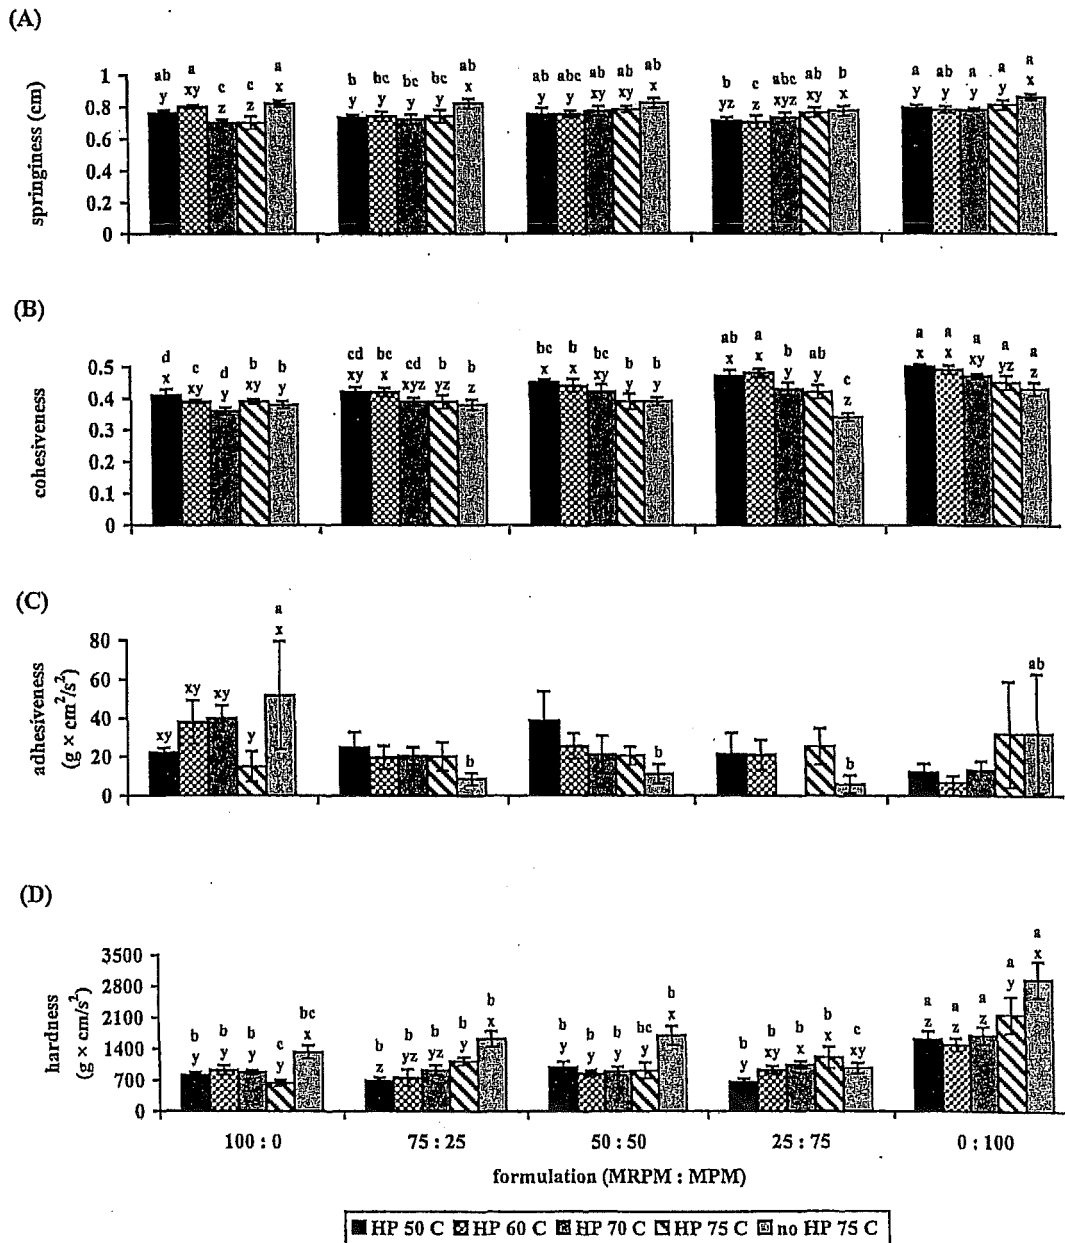 (A)
springiness (cm)
1
0.8
0.6
0.4
0.2
0
ab a c c a
y xy z z x
b bc bc bc ab
y y y y x
ab abc ab ab ab
y y xy xy x
b c abc ab b
yz z xyz xy x
a ab a a a
y y y y x
(B)
cohesiveness
0.5
0.4
0.3
0.2
0.1
0
d c d b b
x xy y xy y
cd bc cd b b
xy x xyz yz z
bc b bc b b
x x xy y y
ab a b ab c
x x y y z
a a a a a
x x xy yz z
(C)
adhesiveness
(g × cm²/s²)
80
60
40
20
0
a
xy xy xy y x
b
b
b
ab
(D)
hardness
(g × cm/s²)
3500
2800
2100
1400
700
0
b b b c bc
y y y y x
b b b b b
z yz yz y x
b b b bc b
y y y y x
b b b b c
y xy x x xy
a a a a a
z z z y x
100 : 0 75 : 25 50 : 50 25 : 75 0 : 100
formulation (MRPM : MPM)
HP 50 C HP 60 C HP 70 C HP 75 C no HP 75 C